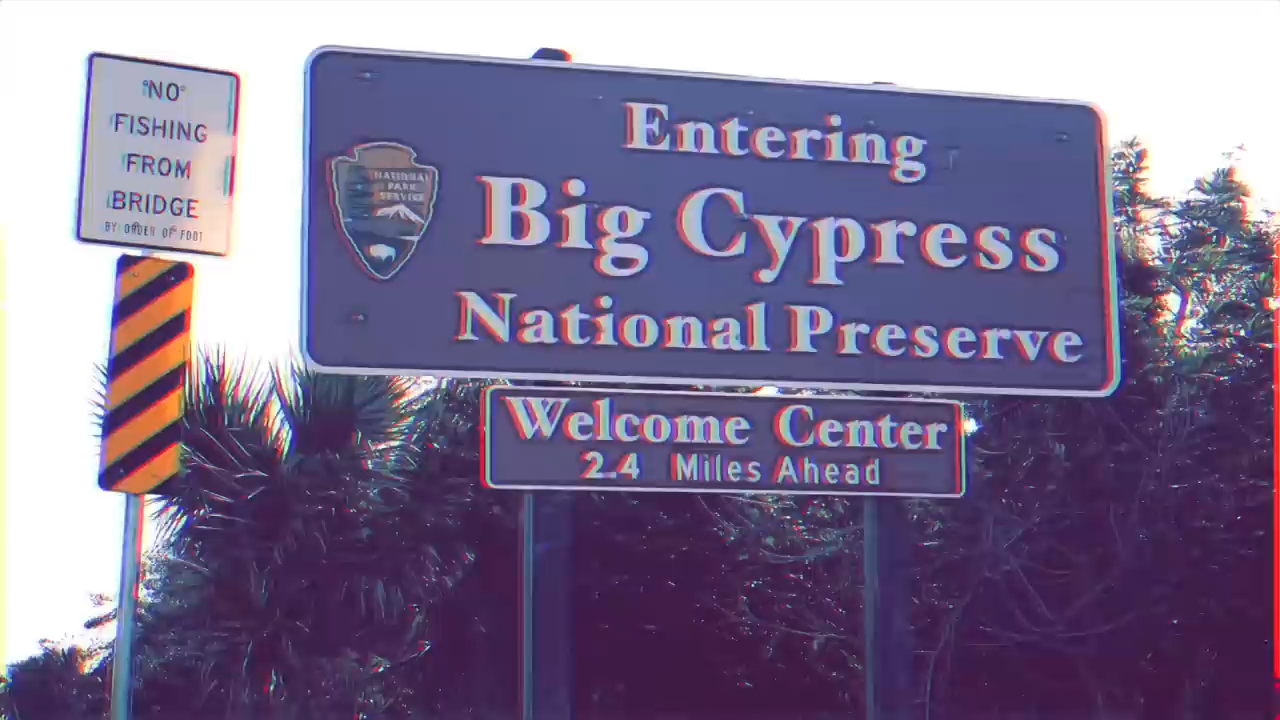 NO
FISHING
FROM
BRIDGE
BY ORDER OF FDOT
Entering
Big Cypress
National Preserve
NATIONAL
PARK
SERVICE
Welcome Center
2.4 Miles Ahead